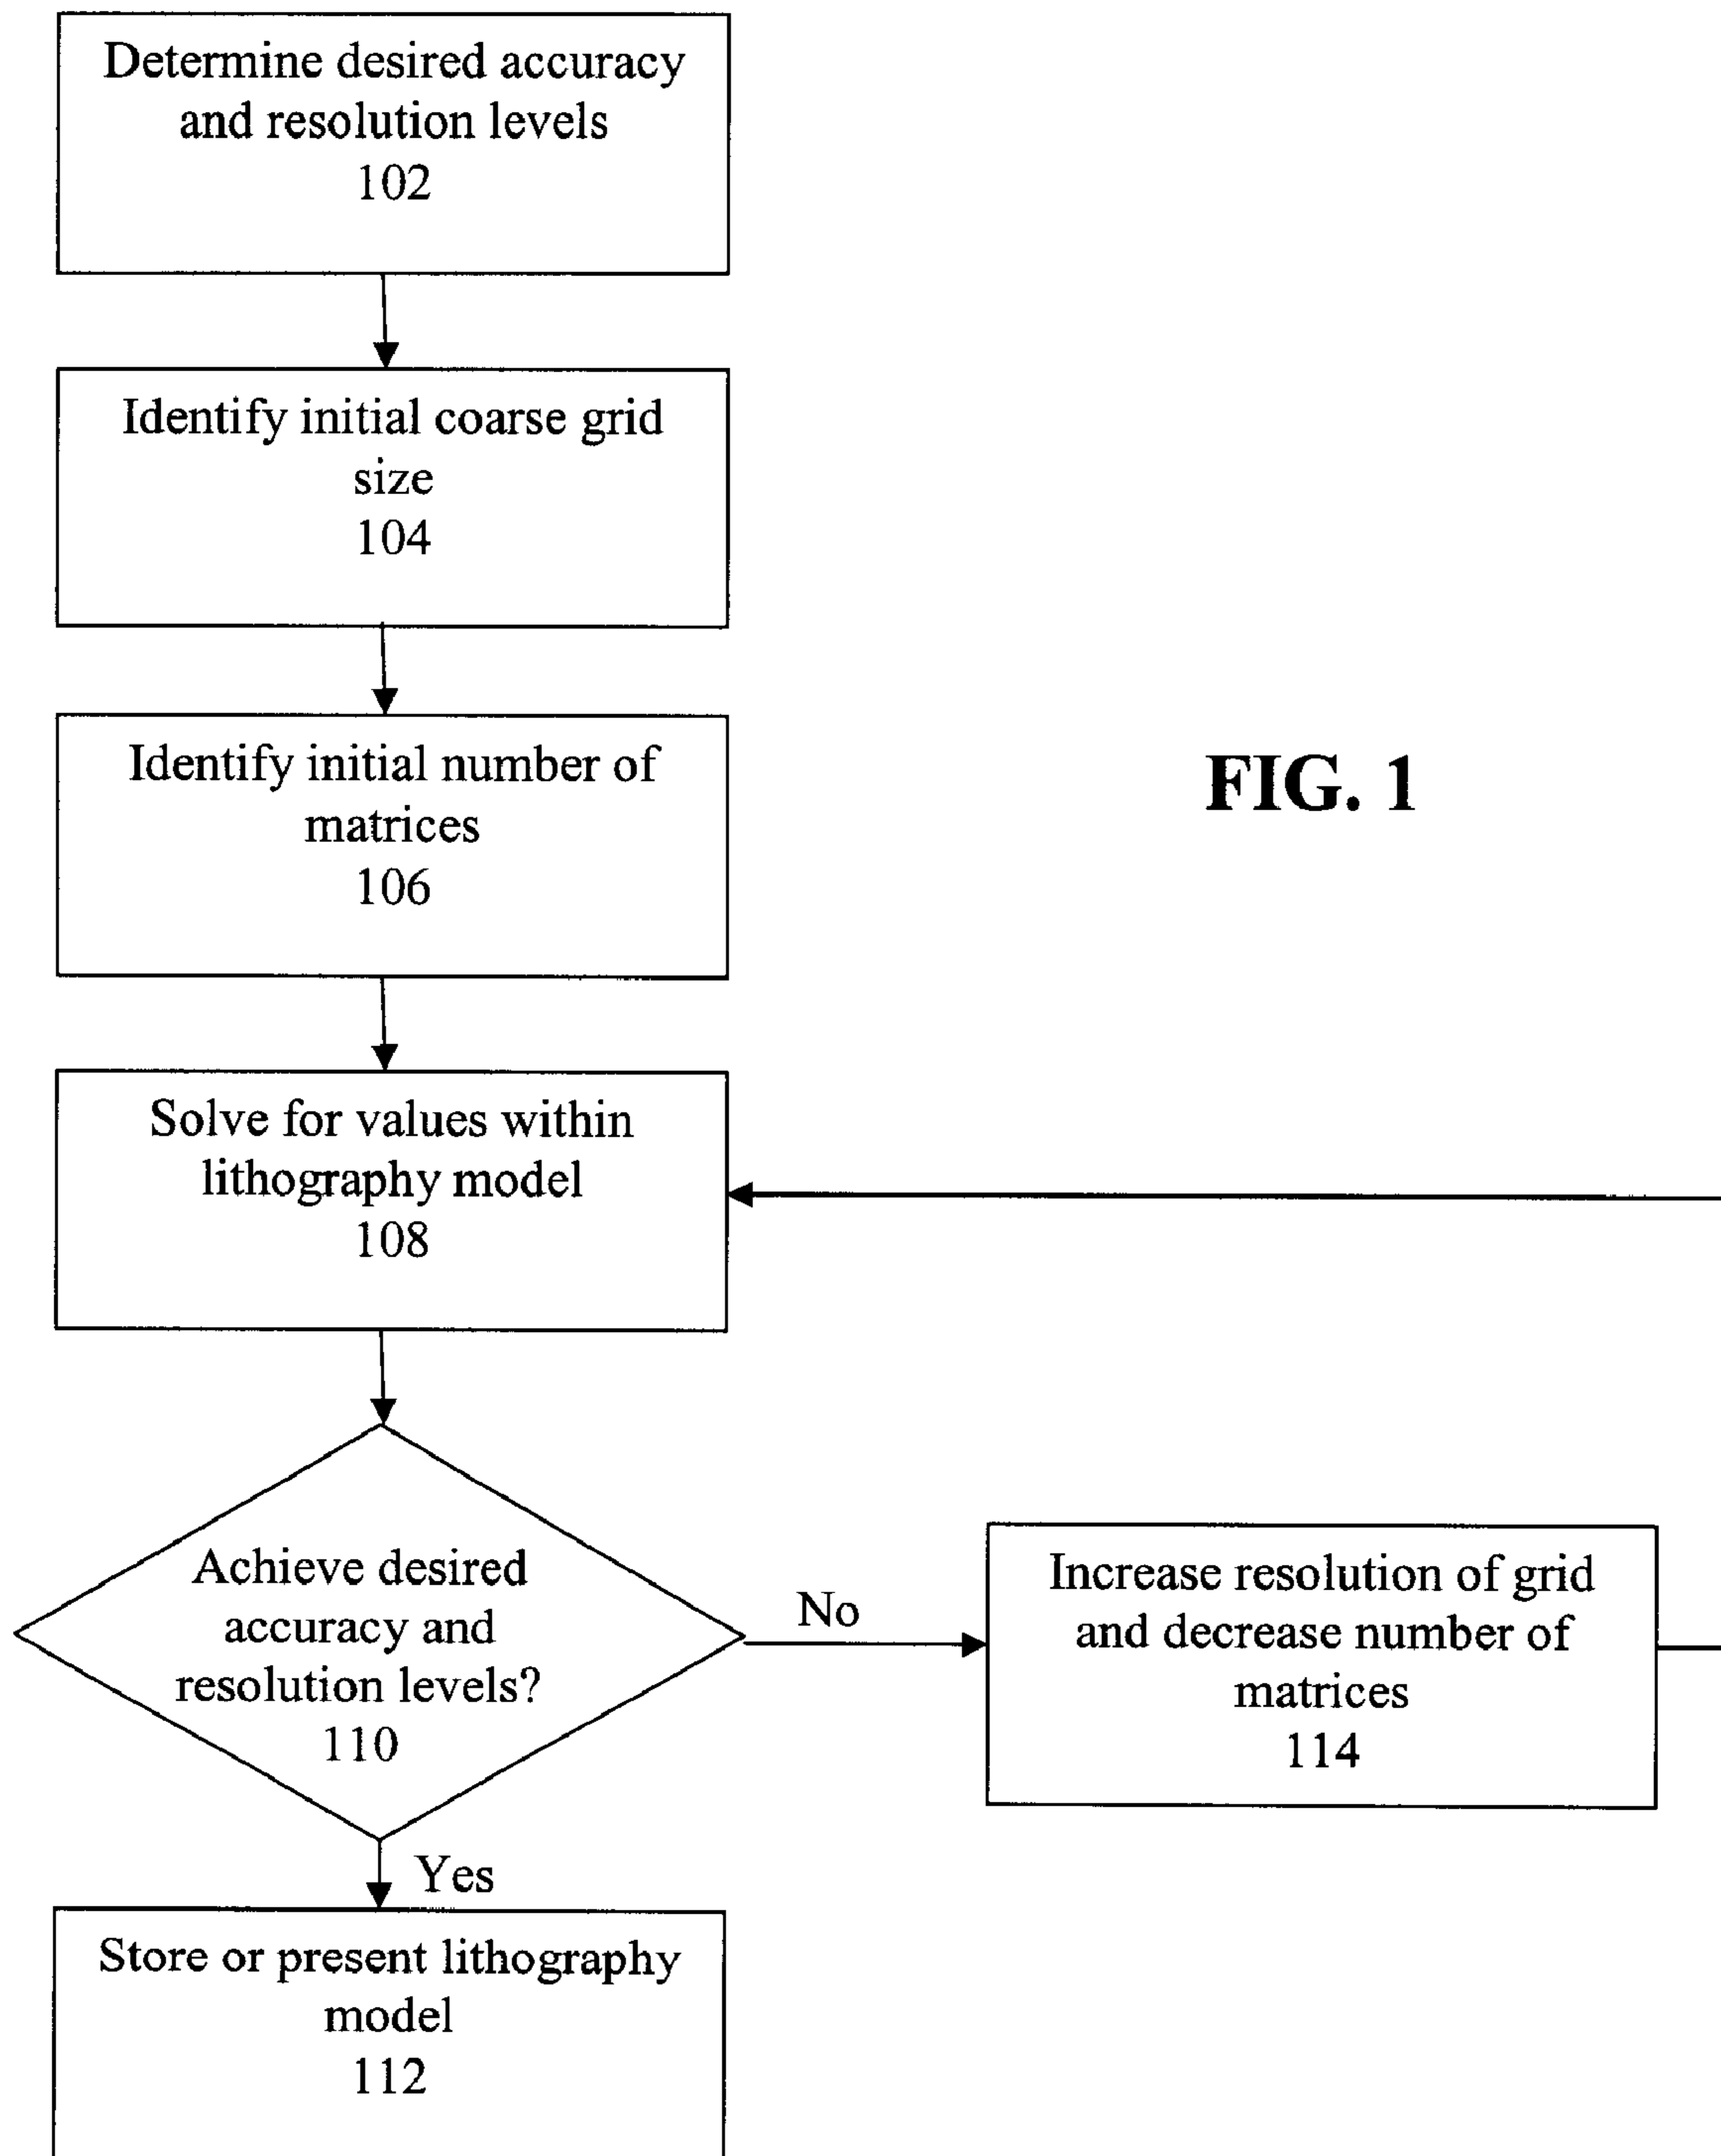 Determine desired accuracy
and resolution levels
102
Identify initial coarse grid
size
104
Identify initial number of
matrices
106
FIG. 1
Solve for values within
lithography model
108
Achieve desired
accuracy and
resolution levels?
110
No
Increase resolution of grid
and decrease number of
matrices
114
Yes
Store or present lithography
model
112